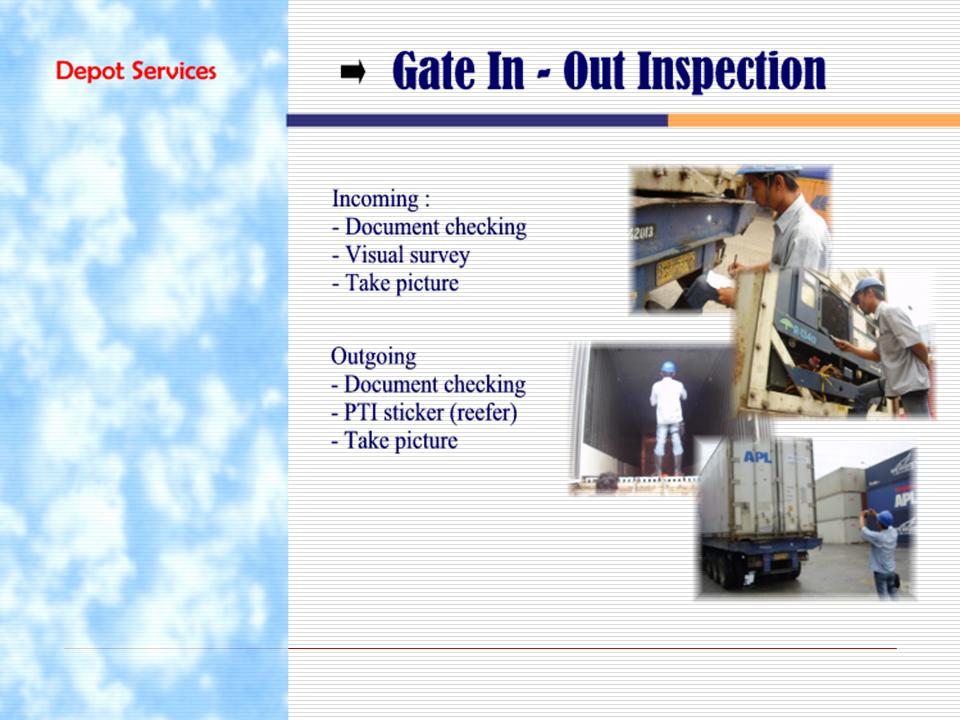 Depot Services
Gate In - Out Inspection
Incoming :
- Document checking
- Visual survey
- Take picture
Outgoing
- Document checking
- PTI sticker (reefer)
- Take picture
APL
APL